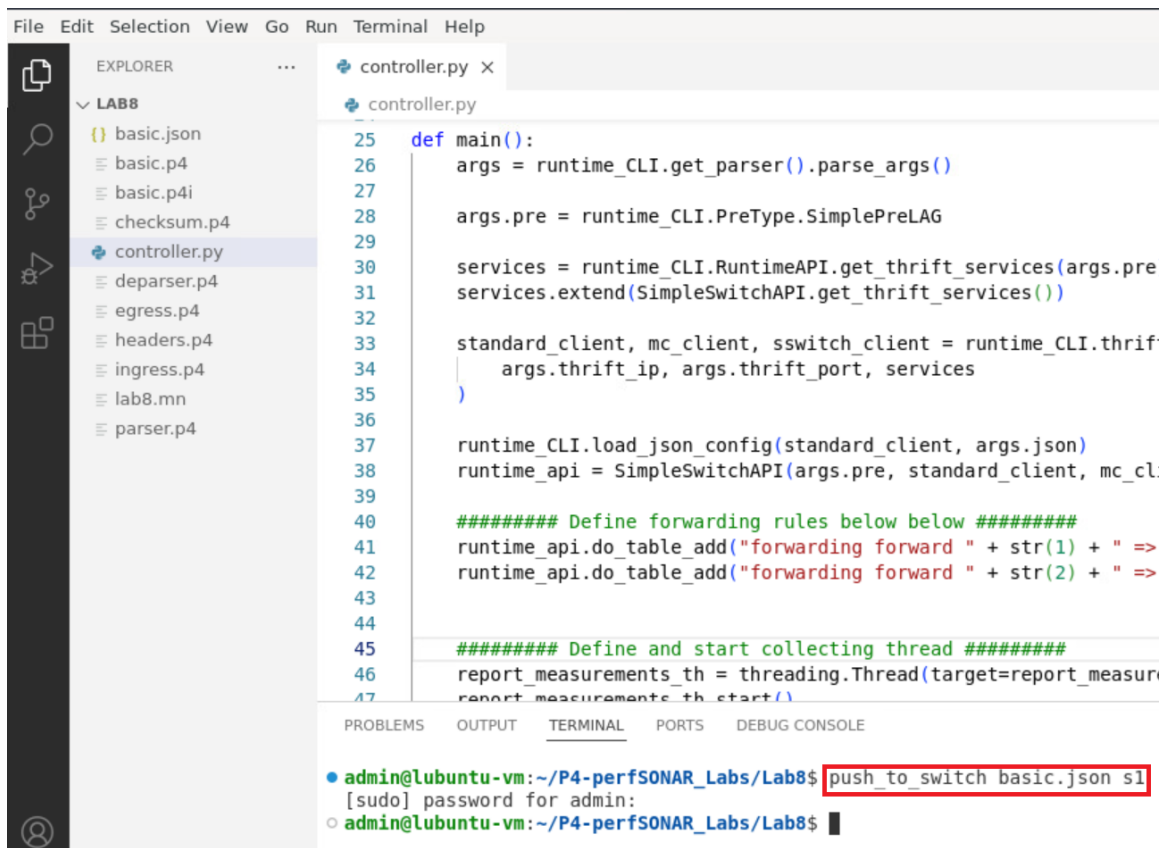 File Edit Selection View Go Run Terminal Help
EXPLORER
...
LAB8
{} basic.json
basic.p4
basic.p4i
checksum.p4
controller.py
deparser.p4
egress.p4
headers.p4
ingress.p4
lab8.mn
parser.p4
controller.py ×
controller.py
25 def main():
26 args = runtime_CLI.get_parser().parse_args()
27
28 args.pre = runtime_CLI.PreType.SimplePreLAG
29
30 services = runtime_CLI.RuntimeAPI.get_thrift_services(args.pre
31 services.extend(SimpleSwitchAPI.get_thrift_services())
32
33 standard_client, mc_client, sswitch_client = runtime_CLI.thrift
34 args.thrift_ip, args.thrift_port, services
35 )
36
37 runtime_CLI.load_json_config(standard_client, args.json)
38 runtime_api = SimpleSwitchAPI(args.pre, standard_client, mc_cli
39
40 ######### Define forwarding rules below below #########
41 runtime_api.do_table_add("forwarding forward " + str(1) + " =>
42 runtime_api.do_table_add("forwarding forward " + str(2) + " =>
43
44
45 ######### Define and start collecting thread #########
46 report_measurements_th = threading.Thread(target=report_measure
47 report_measurements_th.start()
PROBLEMS OUTPUT TERMINAL PORTS DEBUG CONSOLE
admin@lubuntu-vm:~/P4-perfSONAR_Labs/Lab8$ push_to_switch basic.json s1
[sudo] password for admin:
admin@lubuntu-vm:~/P4-perfSONAR_Labs/Lab8$